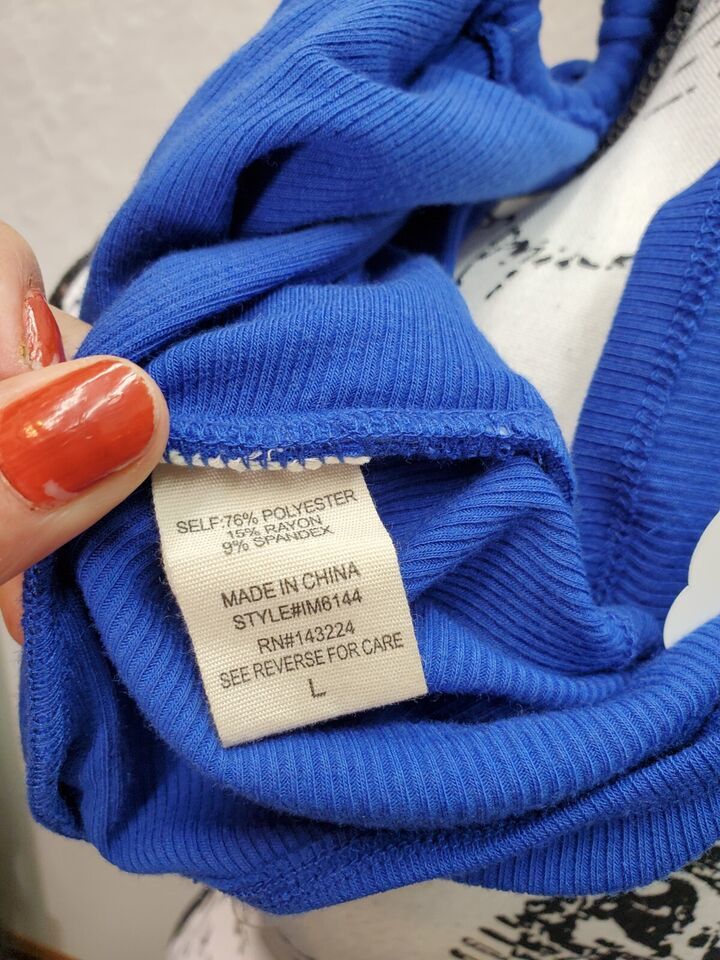 SELF:76% POLYESTER
15% RAYON
9% SPANDEX
MADE IN CHINA
STYLE#IM6144
RN#143224
SEE REVERSE FOR CARE
L